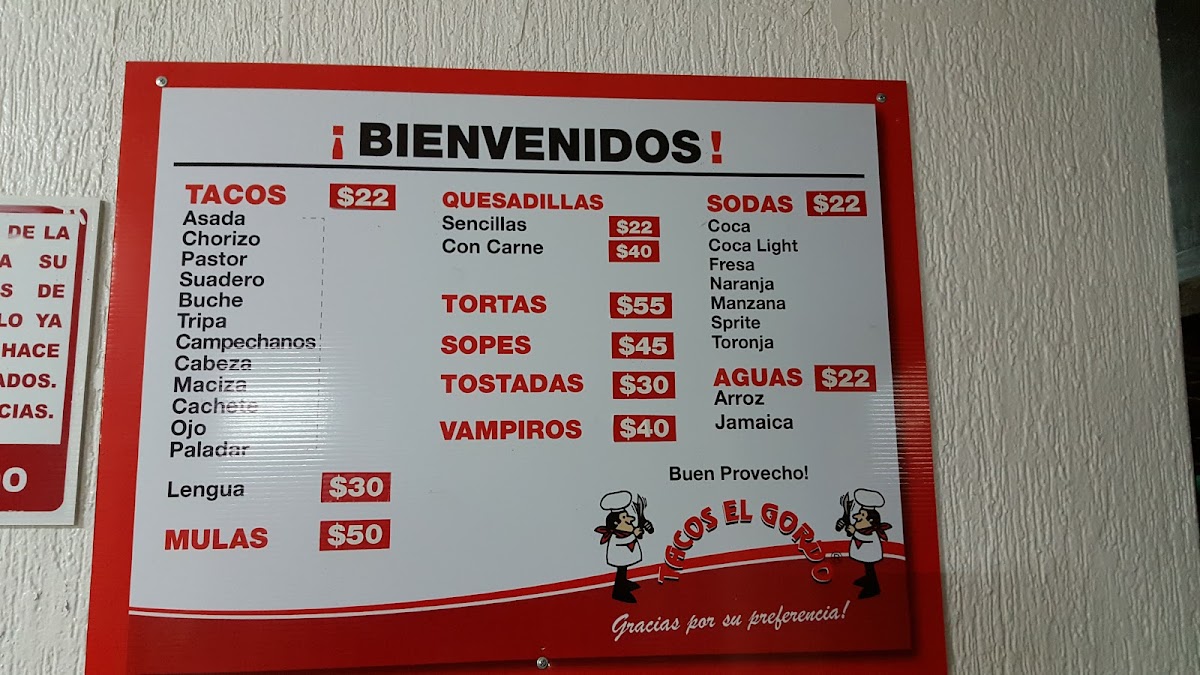 DE LA
A SU
S DE
LO YA
HACE
ADOS.
CIAS.
DO
¡BIENVENIDOS!
TACOS $22
Asada
Chorizo
Pastor
Suadero
Buche
Tripa
Campechanos
Cabeza
Maciza
Cachete
Ojo
Paladar
Lengua $30
MULAS $50
QUESADILLAS
Sencillas $22
Con Carne $40
TORTAS $55
SOPES $45
TOSTADAS $30
VAMPIROS $40
SODAS $22
Coca
Coca Light
Fresa
Naranja
Manzana
Sprite
Toronja
AGUAS $22
Arroz
Jamaica
Buen Provecho!
TACOS EL GORDO
Gracias por su preferencia!